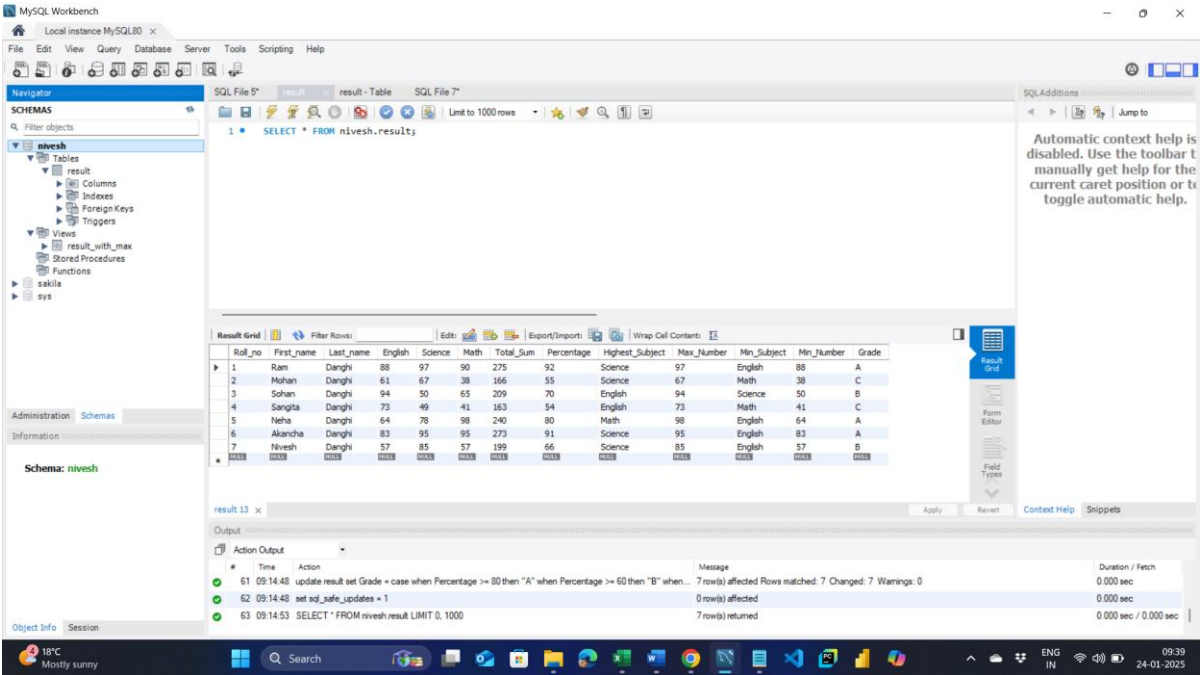 MySQL Workbench
Local instance MySQL80 ×
File Edit View Query Database Server Tools Scripting Help
Navigator
SCHEMAS
Filter objects
nivesh
Tables
result
Columns
Indexes
Foreign Keys
Triggers
Views
result_with_max
Stored Procedures
Functions
sakila
sys
Administration Schemas
Information
Schema: nivesh
Object Info Session
SQL File 5* result × result - Table SQL File 7*
Limit to 1000 rows
1 SELECT * FROM nivesh.result;
Result Grid Filter Rows: Edit: Export/Import: Wrap Cell Content:
Roll_no First_name Last_name English Science Math Total_Sum Percentage Highest_Subject Max_Number Min_Subject Min_Number Grade
1 Ram Danghi 88 97 90 275 92 Science 97 English 88 A
2 Mohan Danghi 61 67 38 166 55 Science 67 Math 38 C
3 Sohan Danghi 94 50 65 209 70 English 94 Science 50 B
4 Sangita Danghi 73 49 41 163 54 English 73 Math 41 C
5 Neha Danghi 64 78 98 240 80 Math 98 English 64 A
6 Akancha Danghi 83 95 95 273 91 Science 95 English 83 A
7 Nivesh Danghi 57 85 57 199 66 Science 85 English 57 B
NULL NULL NULL NULL NULL NULL NULL NULL NULL NULL NULL NULL NULL
Result Grid
Form Editor
Field Types
result 13 × Apply Revert
Output
Action Output
# Time Action Message Duration / Fetch
61 09:14:48 update result set Grade = case when Percentage >= 80 then "A" when Percentage >= 60 then "B" when... 7 row(s) affected Rows matched: 7 Changed: 7 Warnings: 0 0.000 sec
62 09:14:48 set sql_safe_updates = 1 0 row(s) affected 0.000 sec
63 09:14:53 SELECT * FROM nivesh.result LIMIT 0, 1000 7 row(s) returned 0.000 sec / 0.000 sec
SQLAdditions
Jump to
Automatic context help is
disabled. Use the toolbar t
manually get help for the
current caret position or to
toggle automatic help.
Context Help Snippets
4 18°C
Mostly sunny
Search
ENG
IN
09:39
24-01-2025